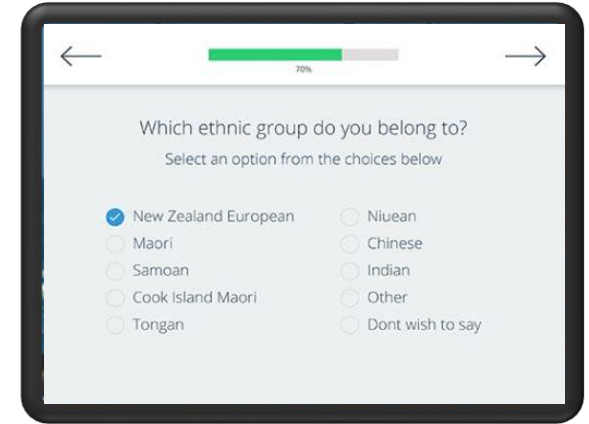 70%
Which ethnic group do you belong to?
Select an option from the choices below
New Zealand European
Maori
Samoan
Cook Island Maori
Tongan
Niuean
Chinese
Indian
Other
Dont wish to say